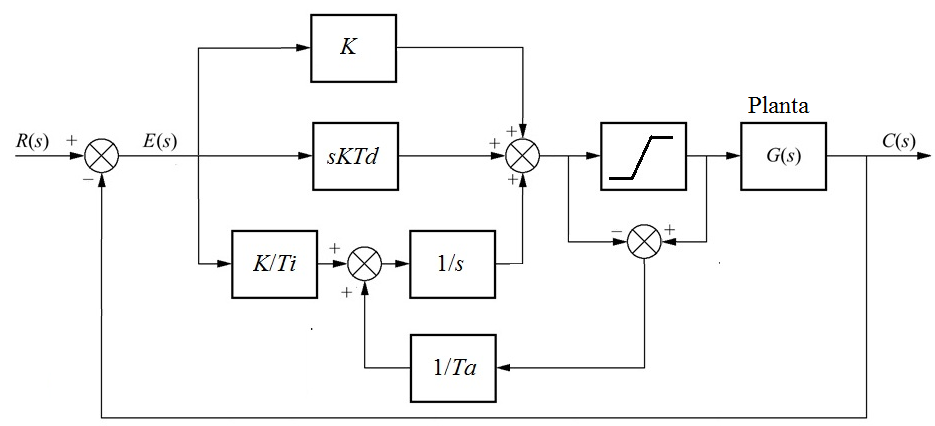 K
Planta
R(s)
+
−
E(s)
sKTd
+
+
+
G(s)
C(s)
−
+
K/Ti
+
+
1/s
1/Ta